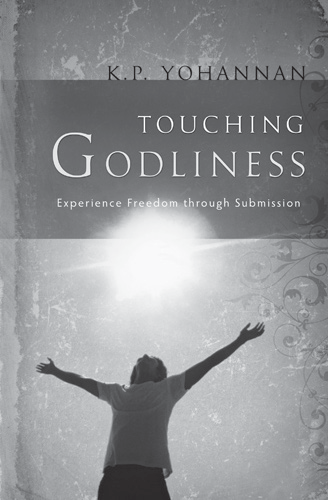 K.P. YOHANNAN
TOUCHING
GODLINESS
Experience Freedom through Submission